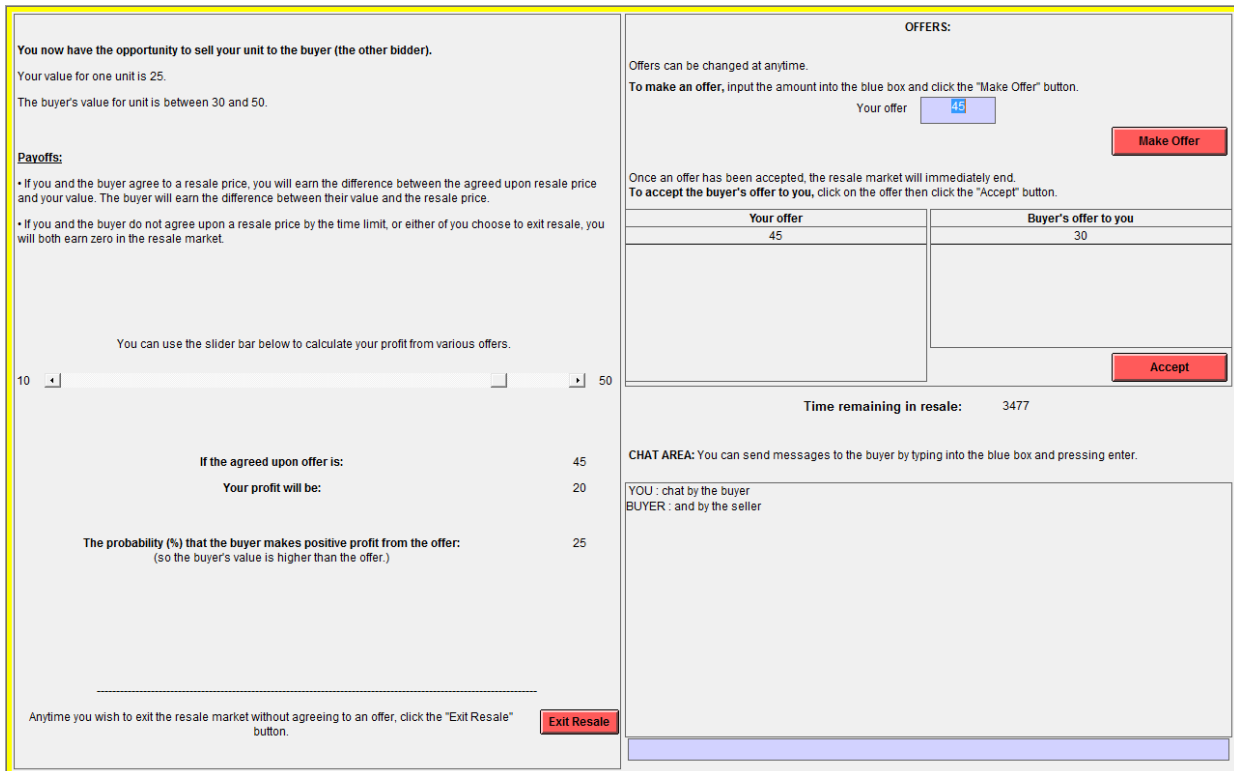 You now have the opportunity to sell your unit to the buyer (the other bidder).
Your value for one unit is 25.
The buyer's value for unit is between 30 and 50.
Payoffs:
• If you and the buyer agree to a resale price, you will earn the difference between the agreed upon resale price
and your value. The buyer will earn the difference between their value and the resale price.
• If you and the buyer do not agree upon a resale price by the time limit, or either of you choose to exit resale, you
will both earn zero in the resale market.
You can use the slider bar below to calculate your profit from various offers.
10 50
If the agreed upon offer is: 45
Your profit will be: 20
The probability (%) that the buyer makes positive profit from the offer: 25
(so the buyer's value is higher than the offer.)
Anytime you wish to exit the resale market without agreeing to an offer, click the "Exit Resale"
button.
Exit Resale
OFFERS:
Offers can be changed at anytime.
To make an offer, input the amount into the blue box and click the "Make Offer" button.
Your offer 45
Make Offer
Once an offer has been accepted, the resale market will immediately end.
To accept the buyer's offer to you, click on the offer then click the "Accept" button.
Your offer Buyer's offer to you
45 30
Accept
Time remaining in resale: 3477
CHAT AREA: You can send messages to the buyer by typing into the blue box and pressing enter.
YOU : chat by the buyer
BUYER : and by the seller